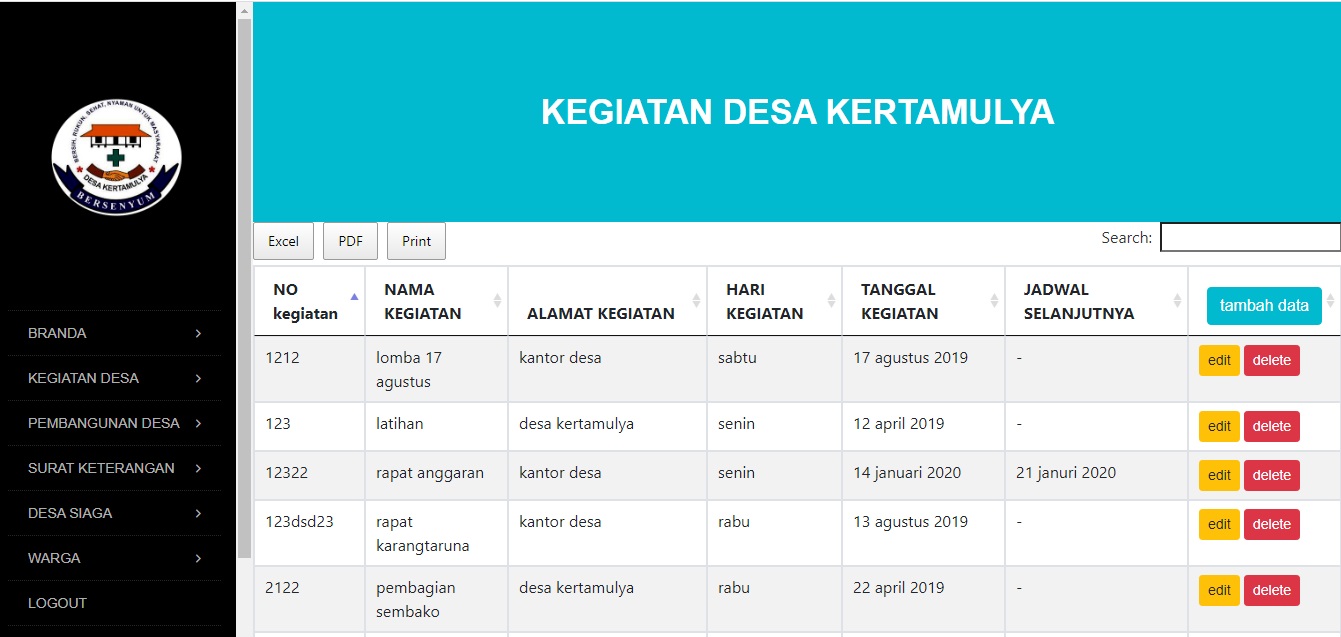 BERSIH, RUKUN, SEHAT, NYAMAN UNTUK MASYARAKAT
DESA KERTAMULYA
BERSENYUM
BRANDA
KEGIATAN DESA
PEMBANGUNAN DESA
SURAT KETERANGAN
DESA SIAGA
WARGA
LOGOUT
KEGIATAN DESA KERTAMULYA
Excel PDF Print Search:
NO kegiatan NAMA KEGIATAN ALAMAT KEGIATAN HARI KEGIATAN TANGGAL KEGIATAN JADWAL SELANJUTNYA tambah data
1212 lomba 17 agustus kantor desa sabtu 17 agustus 2019 - edit delete
123 latihan desa kertamulya senin 12 april 2019 - edit delete
12322 rapat anggaran kantor desa senin 14 januari 2020 21 januri 2020 edit delete
123dsd23 rapat karangtaruna kantor desa rabu 13 agustus 2019 - edit delete
2122 pembagian sembako desa kertamulya rabu 22 april 2019 - edit delete